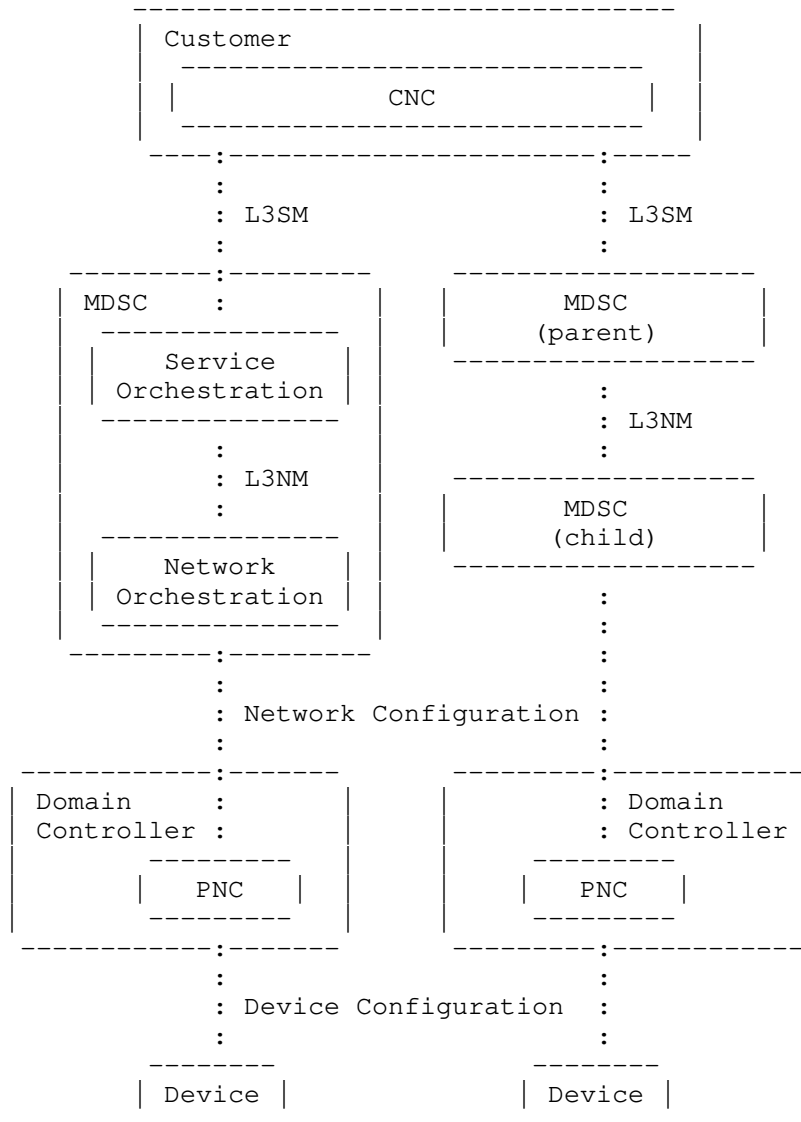 Customer
CNC
L3SM L3SM
MDSC MDSC
(parent)
Service
Orchestration
L3NM
L3NM
MDSC
(child)
Network
Orchestration
Network Configuration
Domain Domain
Controller Controller
PNC PNC
Device Configuration
Device Device